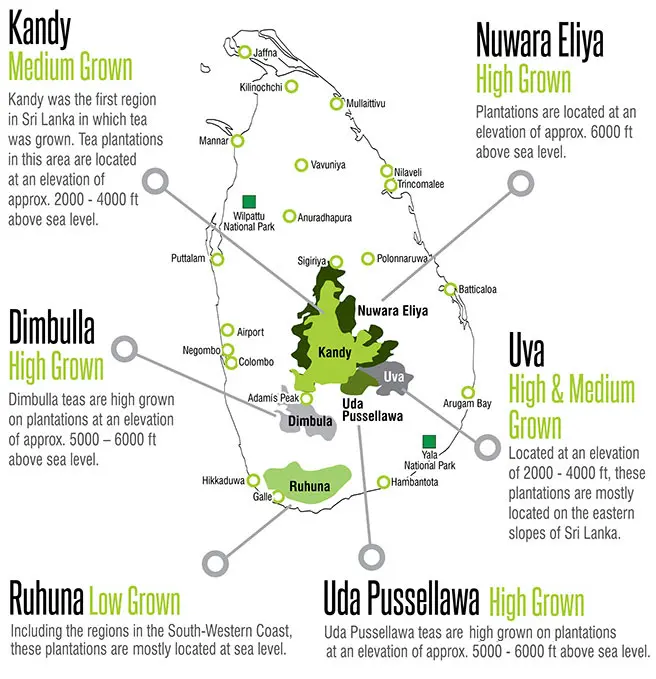 Kandy
Medium Grown
Kandy was the first region
in Sri Lanka in which tea
was grown. Tea plantations
in this area are located
at an elevation of
approx. 2000 - 4000 ft
above sea level.
Nuwara Eliya
High Grown
Plantations are located at an
elevation of approx. 6000 ft
above sea level.
Jaffna
Kilinochchi
Mullaittivu
Mannar
Vavuniya
Nilaveli
Trincomalee
Wilpattu
National Park
Anuradhapura
Puttalam
Sigiriya
Polonnaruwa
Batticaloa
Nuwara Eliya
Airport
Negombo
Colombo
Kandy
Uva
Adam's Peak
Uda
Pussellawa
Dimbula
Arugam Bay
Yala
National Park
Hikkaduwa
Galle
Ruhuna
Hambantota
Dimbulla
High Grown
Dimbulla teas are high grown
on plantations at an elevation
of approx. 5000 – 6000 ft
above sea level.
Uva
High & Medium
Grown
Located at an elevation
of 2000 - 4000 ft, these
plantations are mostly
located on the eastern
slopes of Sri Lanka.
Ruhuna Low Grown
Including the regions in the South-Western Coast,
these plantations are mostly located at sea level.
Uda Pussellawa High Grown
Uda Pussellawa teas are high grown on plantations
at an elevation of approx. 5000 - 6000 ft above sea level.